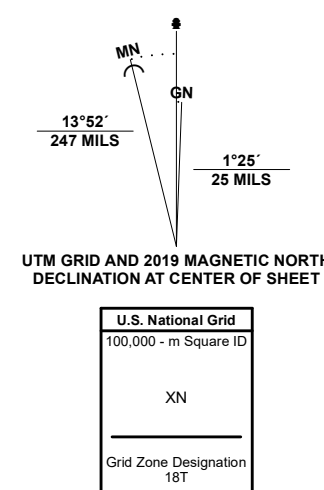 MN
GN
13°52´
247 MILS
1°25´
25 MILS
UTM GRID AND 2019 MAGNETIC NORTH
DECLINATION AT CENTER OF SHEET
U.S. National Grid
100,000 - m Square ID
XN
Grid Zone Designation
18T